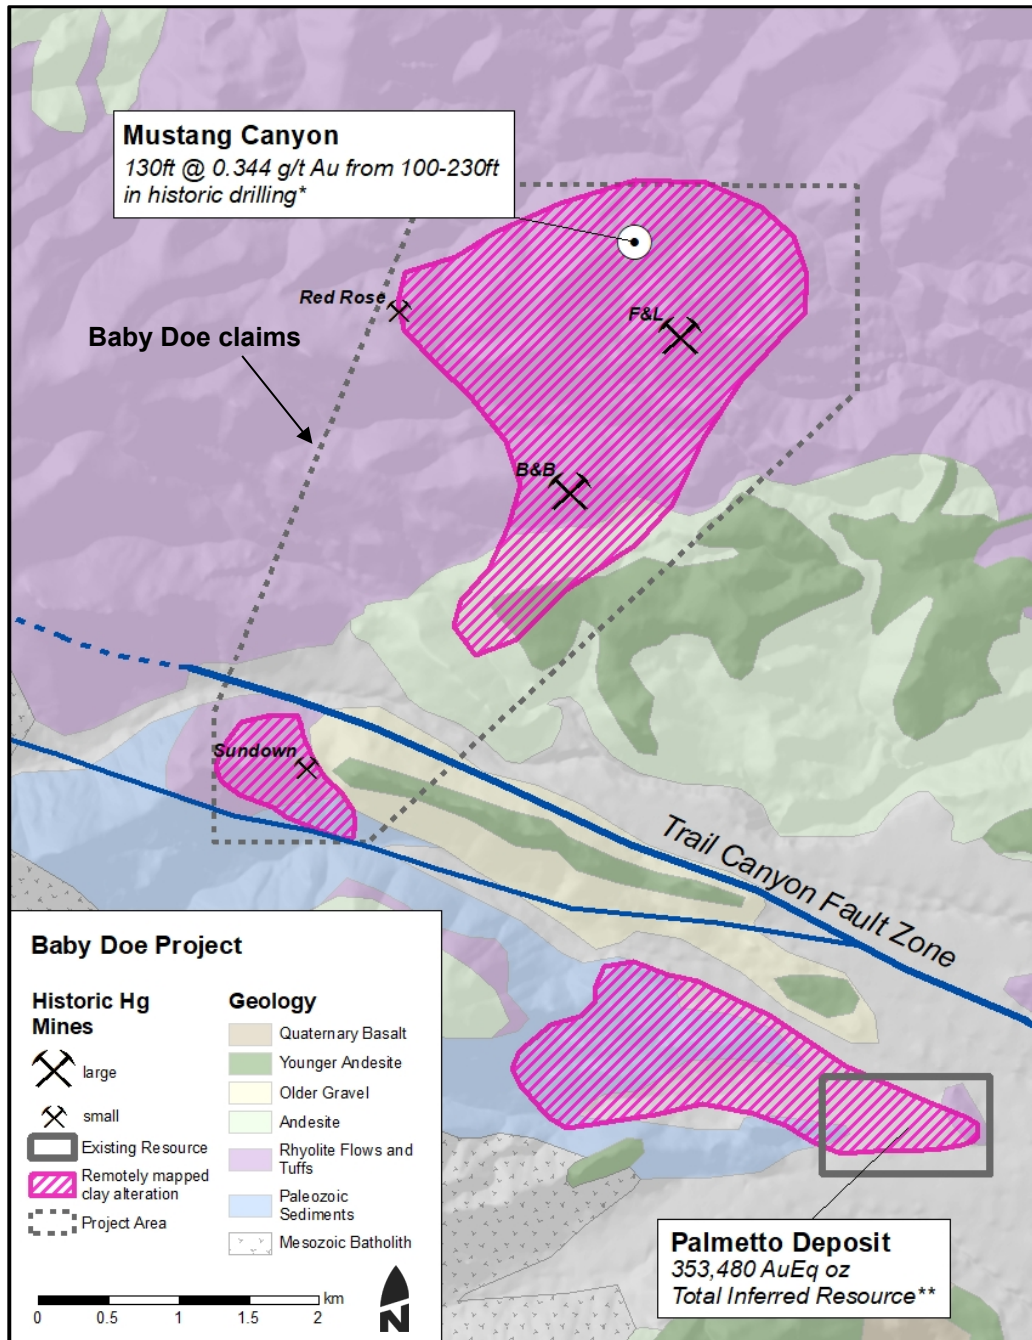 Mustang Canyon
130ft @ 0.344 g/t Au from 100-230ft
in historic drilling*
Red Rose
F&L
Baby Doe claims
B&B
Sundown
Trail Canyon Fault Zone
Baby Doe Project
Historic Hg
Mines
large
small
Existing Resource
Remotely mapped
clay alteration
Project Area
Geology
Quaternary Basalt
Younger Andesite
Older Gravel
Andesite
Rhyolite Flows and
Tuffs
Paleozoic
Sediments
Mesozoic Batholith
km
0 0.5 1 1.5 2
N
Palmetto Deposit
353,480 AuEq oz
Total Inferred Resource**